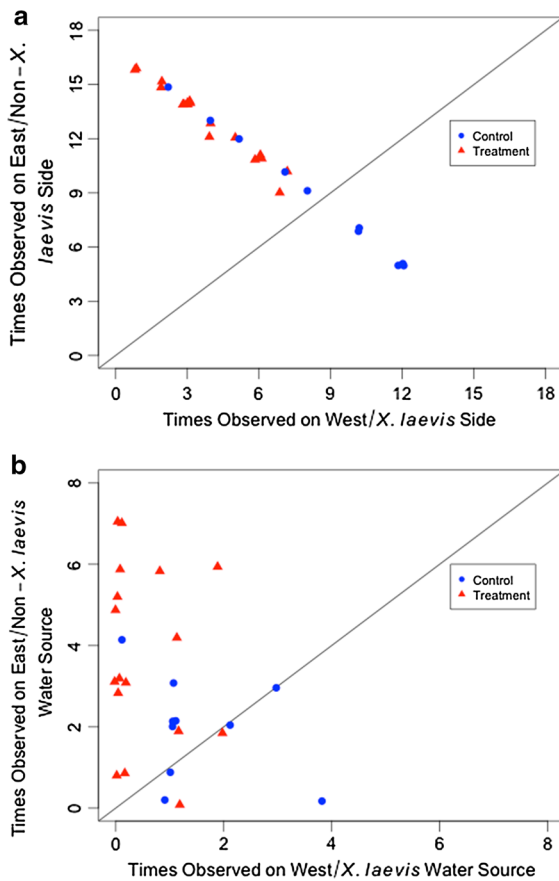 a
Times Observed on East/Non-X.
laevis Side
18
15
12
9
6
3
0
Control
Treatment
0 3 6 9 12 15 18
Times Observed on West/X. laevis Side
b
Times Observed on East/Non-X. laevis
Water Source
8
6
4
2
0
Control
Treatment
0 2 4 6 8
Times Observed on West/X. laevis Water Source